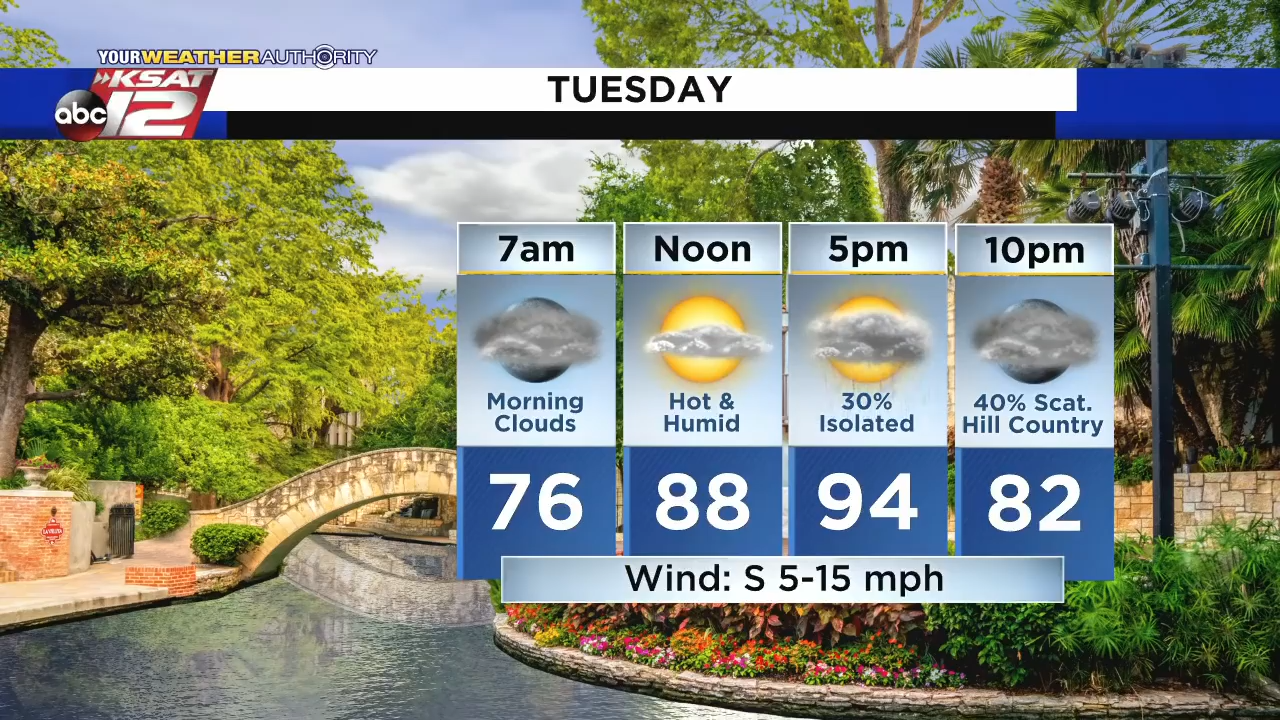 YOURWEATHERAUTHORITY
KSAT
abc 12
TUESDAY
7am
Noon
5pm
10pm
Morning
Clouds
Hot &
Humid
30%
Isolated
40% Scat.
Hill Country
76
88
94
82
Wind: S 5-15 mph